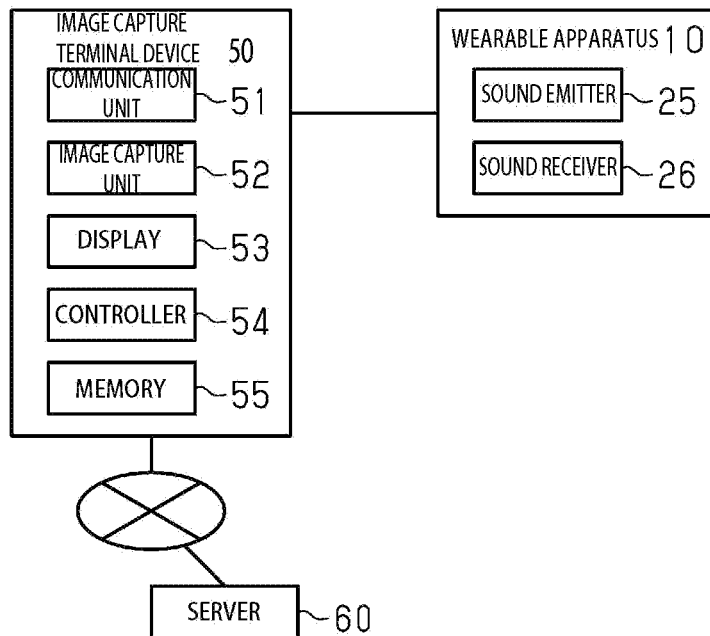 IMAGE CAPTURE
TERMINAL DEVICE 50
COMMUNICATION
UNIT 51
IMAGE CAPTURE
UNIT 52
DISPLAY 53
CONTROLLER 54
MEMORY 55
WEARABLE APPARATUS 10
SOUND EMITTER 25
SOUND RECEIVER 26
SERVER 60